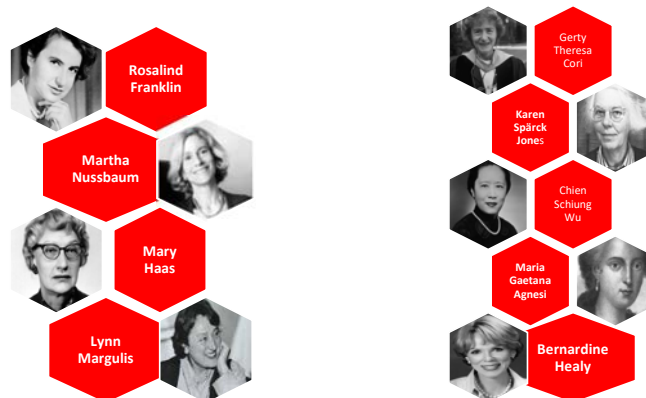 Rosalind
Franklin
Martha
Nussbaum
Mary
Haas
Lynn
Margulis
Gerty
Theresa
Cori
Karen
Spärck
Jones
Chien
Schiung
Wu
Maria
Gaetana
Agnesi
Bernardine
Healy